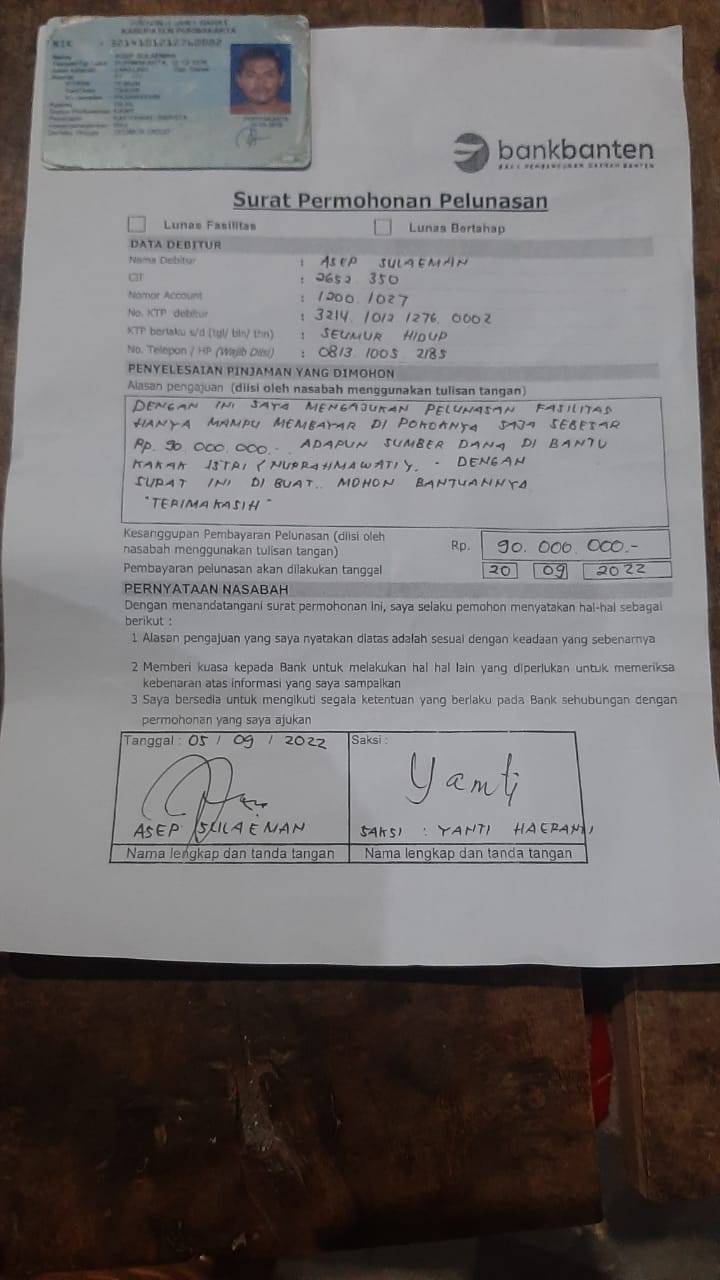 KABUPATEN PURWAKARTA
NIK
bankbanten
Surat Permohonan Pelunasan
Lunas Fasilitas Lunas Bertahap
DATA DEBITUR
Nama Debitur : ASEP SULAEMAN
CIF : 2652 350
Nomor Account : 1200 1027
No. KTP debitur : 3214. 1012 1276. 0002
KTP berlaku s/d (tgl/ bln/ thn) : SEUMUR HIDUP
No. Telepon / HP (Wajib Diisi) : 0813 1005 2185
PENYELESAIAN PINJAMAN YANG DIMOHON
Alasan pengajuan (diisi oleh nasabah menggunakan tulisan tangan)
DENGAN INI SAYA MENGAJUKAN PELUNASAN FASILITAS
HANYA MAMPU MEMBAYAR DI POKOKNYA SAJA SEBESAR
Rp. 90.000.000.- ADAPUN SUMBER DANA DI BANTU
KAKAK ISTRI (NURRAHMAWATI). - DENGAN
SURAT INI DI BUAT.. MOHON BANTUANNYA
"TERIMAKASIH"
Kesanggupan Pembayaran Pelunasan (diisi oleh
nasabah menggunakan tulisan tangan) Rp. 90.000.000.-
Pembayaran pelunasan akan dilakukan tanggal 20 09 2022
PERNYATAAN NASABAH
Dengan menandatangani surat permohonan ini, saya selaku pemohon menyatakan hal-hal sebagai
berikut :
1 Alasan pengajuan yang saya nyatakan diatas adalah sesuai dengan keadaan yang sebenarnya
2 Memberi kuasa kepada Bank untuk melakukan hal hal lain yang diperlukan untuk memeriksa
kebenaran atas informasi yang saya sampaikan
3 Saya bersedia untuk mengikuti segala ketentuan yang berlaku pada Bank sehubungan dengan
permohonan yang saya ajukan
Tanggal : 05 / 09 / 2022 Saksi :
Yanti
ASEP SULAEMAN SAKSI : YANTI HAERANTI
Nama lengkap dan tanda tangan Nama lengkap dan tanda tangan